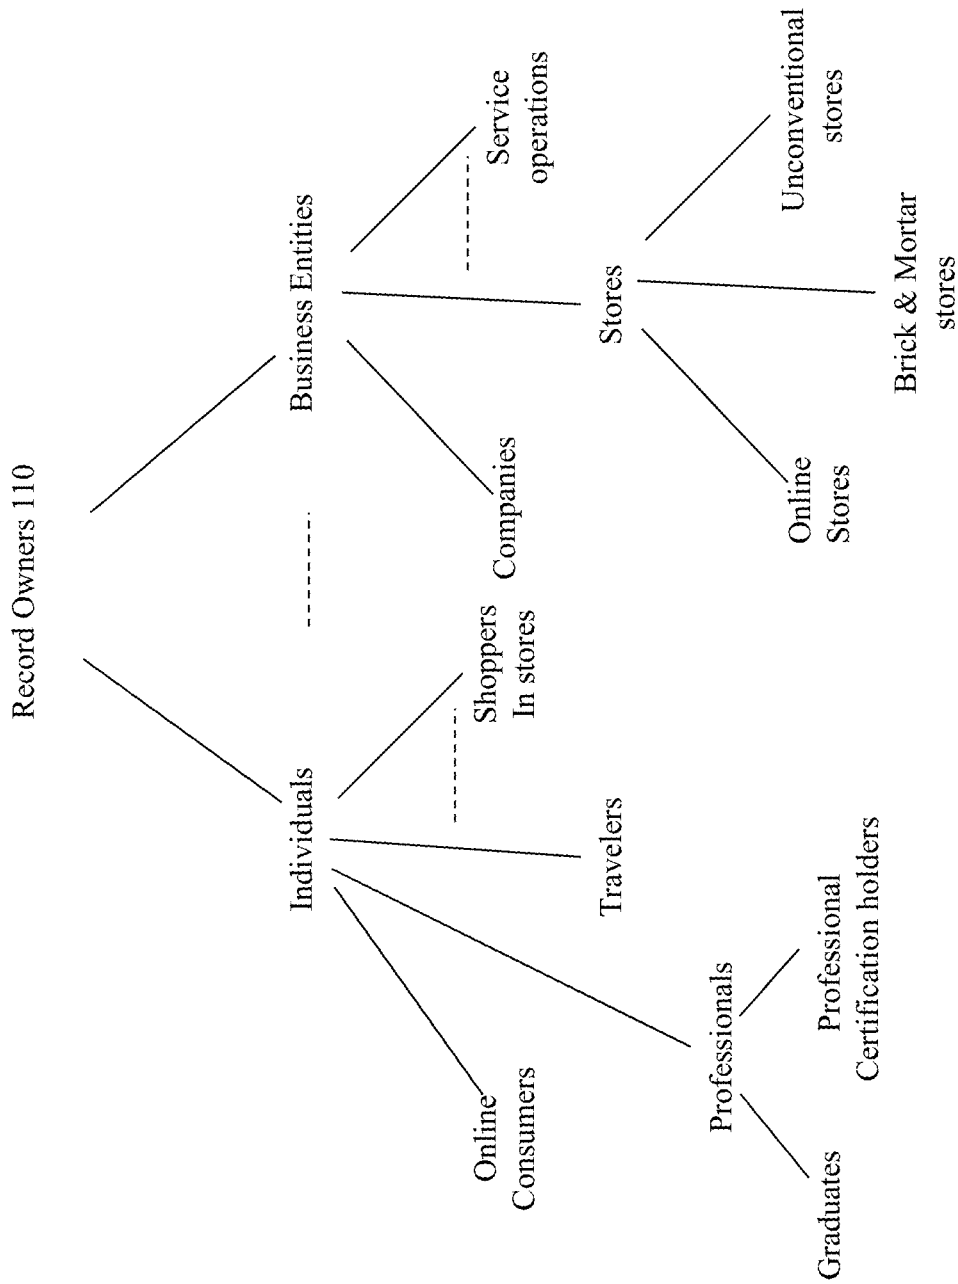 Record Owners 110
Individuals
Business Entities
Online
Consumers
Shoppers
In stores
Companies
Service
operations
Travelers
Stores
Professionals
Online
Stores
Unconventional
stores
Graduates
Professional
Certification holders
Brick & Mortar
stores